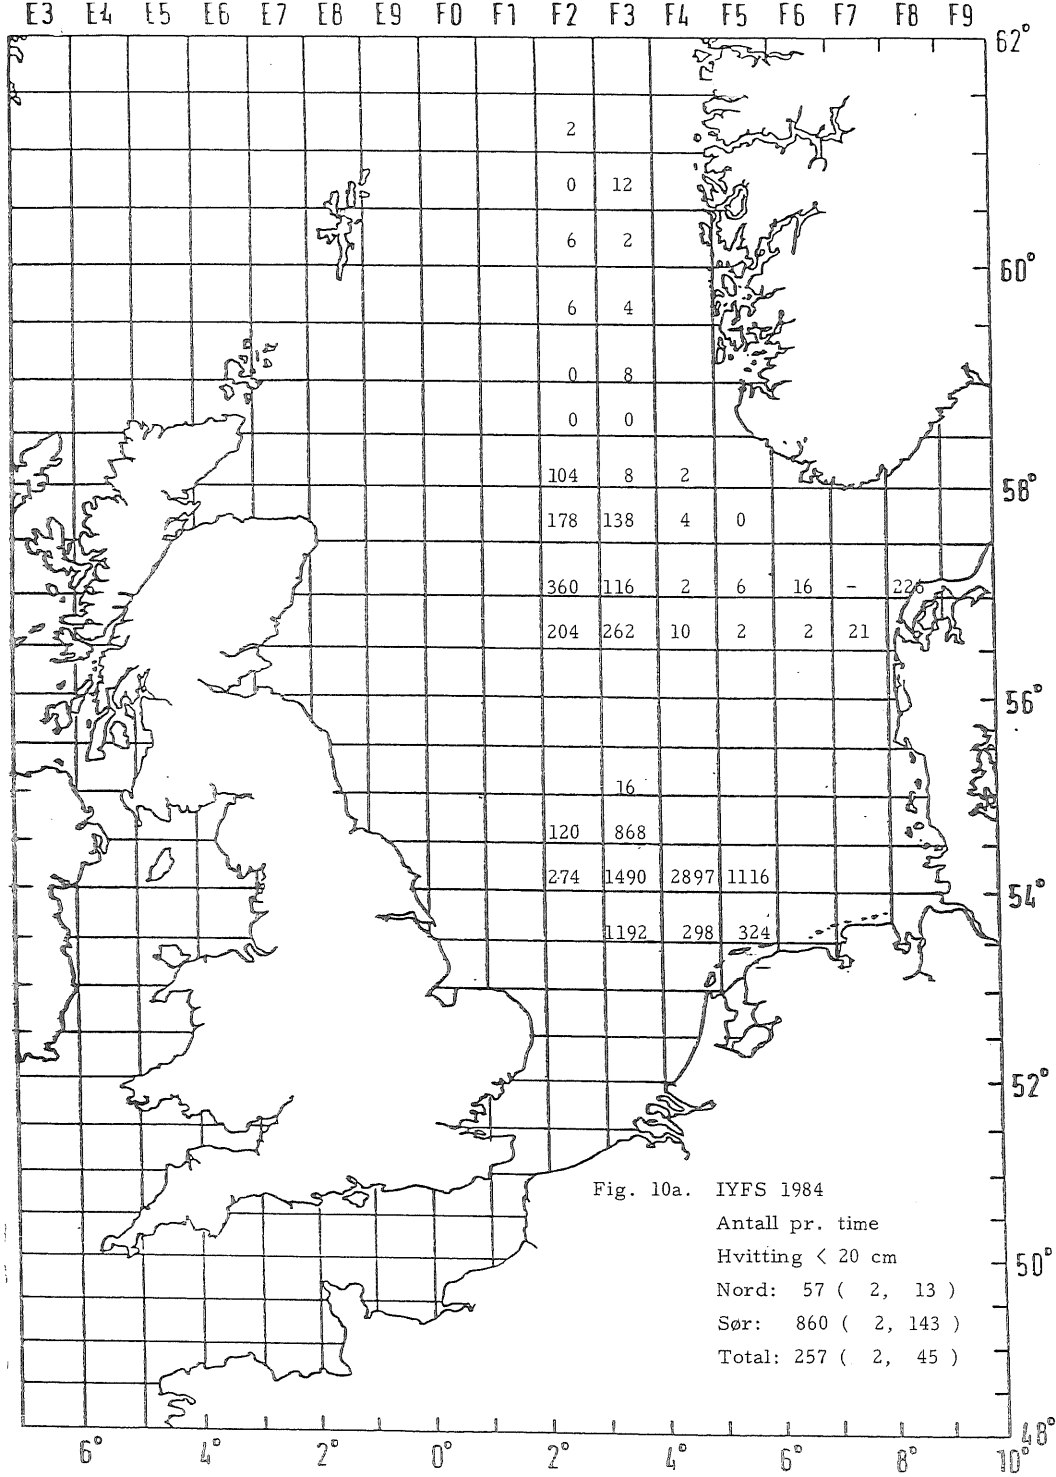 E3 E4 E5 E6 E7 E8 E9 F0 F1 F2 F3 F4 F5 F6 F7 F8 F9
62°
2
0 12
6 2
60°
6 4
0 8
0 0
104 8 2
58°
178 138 4 0
360 116 2 6 16 - 226
204 262 10 2 2 21
56°
16
120 868
274 1490 2897 1116
54°
1192 298 324
52°
Fig. 10a. IYFS 1984
Antall pr. time
Hvitting < 20 cm
50°
Nord: 57 ( 2, 13 )
Sør: 860 ( 2, 143 )
Total: 257 ( 2, 45 )
48°
6° 4° 2° 0° 2° 4° 6° 8° 10°